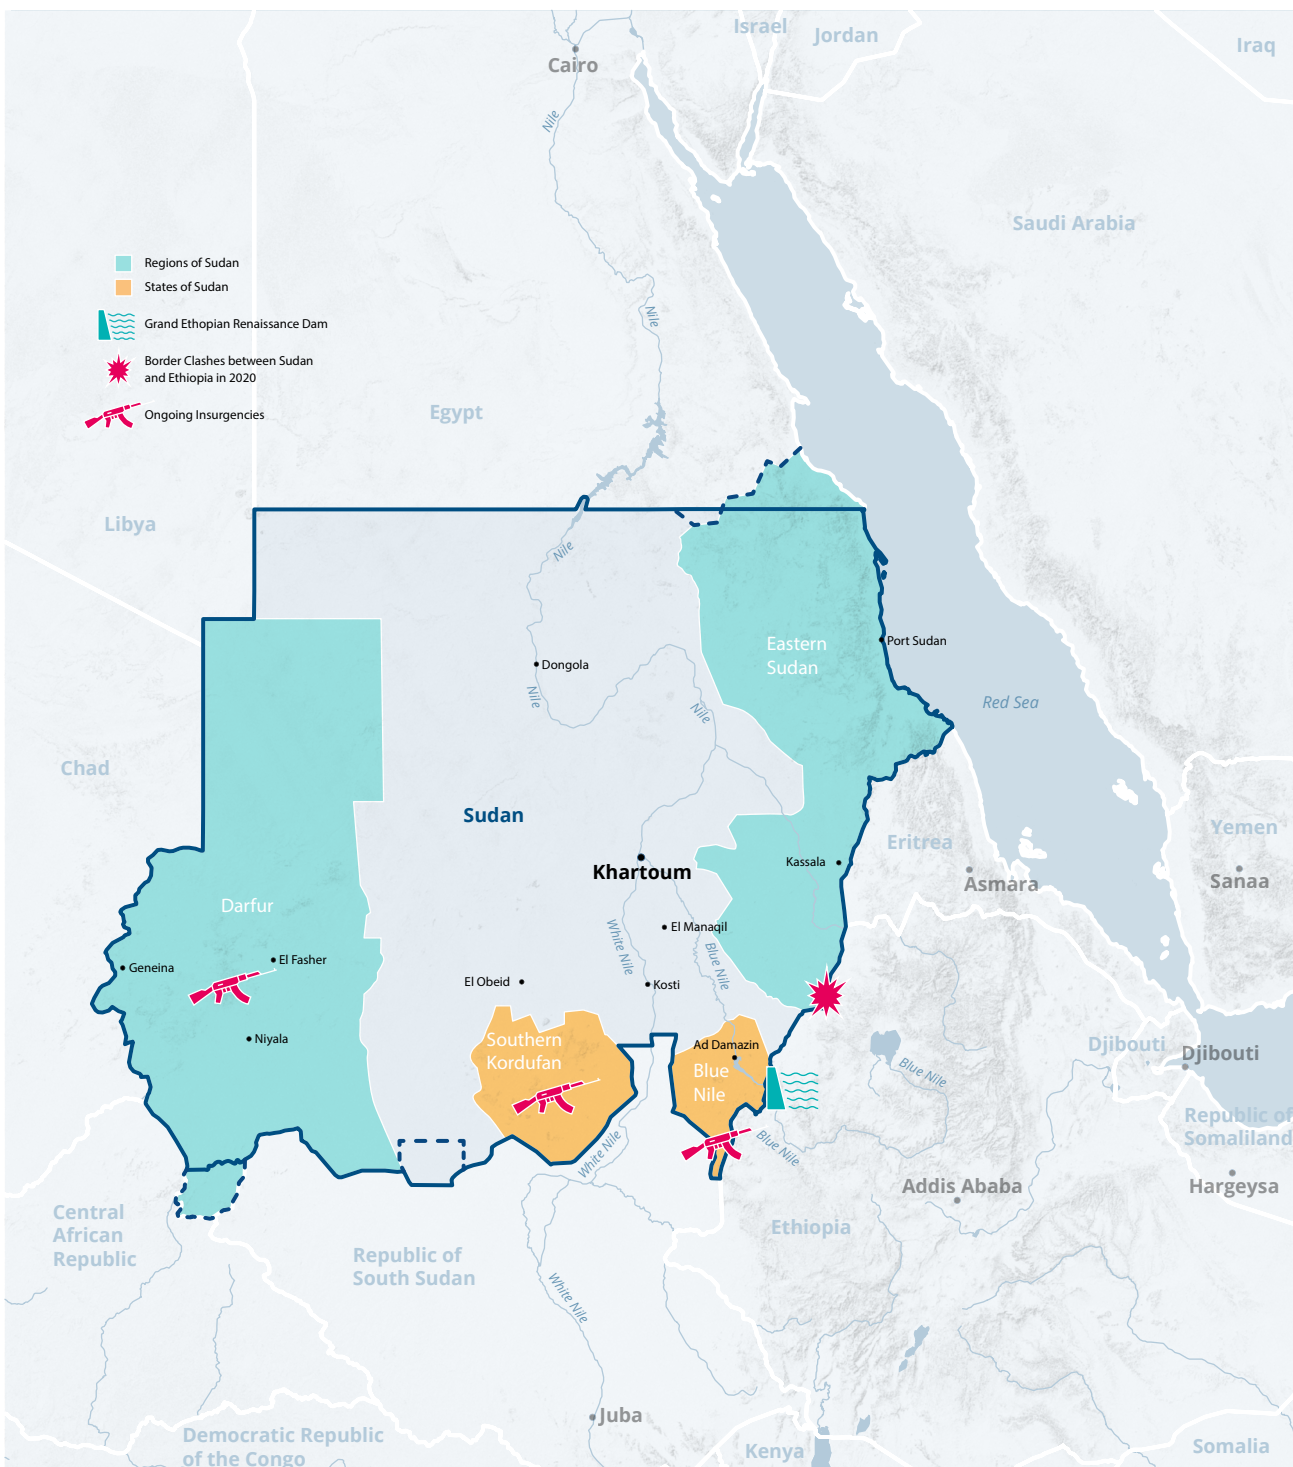 Israel
Jordan
Iraq
Cairo
Nile
Saudi Arabia
Regions of Sudan
States of Sudan
Grand Ethopian Renaissance Dam
Border Clashes between Sudan
and Ethiopia in 2020
Ongoing Insurgencies
Nile
Egypt
Libya
Nile
Eastern
Sudan
Port Sudan
Dongola
Nile
Nile
Red Sea
Chad
Sudan
Yemen
Eritrea
Khartoum
Kassala
Asmara
Sanaa
Darfur
El Manaqil
White Nile
Blue Nile
Geneina
El Fasher
El Obeid
Kosti
Niyala
Southern
Kordufan
Ad Damazin
Blue
Nile
Djibouti
Djibouti
Blue Nile
Republic of
Somaliland
White Nile
Blue Nile
Addis Ababa
Hargeysa
Central
African
Republic
Ethiopia
Republic of
South Sudan
White Nile
Juba
Democratic Republic
of the Congo
Kenya
Somalia